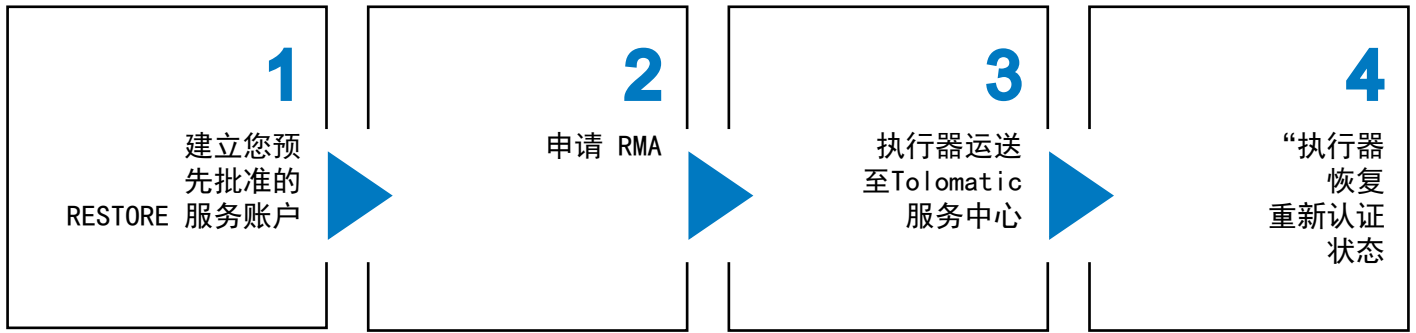 1
建立您预
先批准的
RESTORE 服务账户
2
申请 RMA
3
执行器运送
至Tolomatic
服务中心
4
“执行器
恢复
重新认证
状态